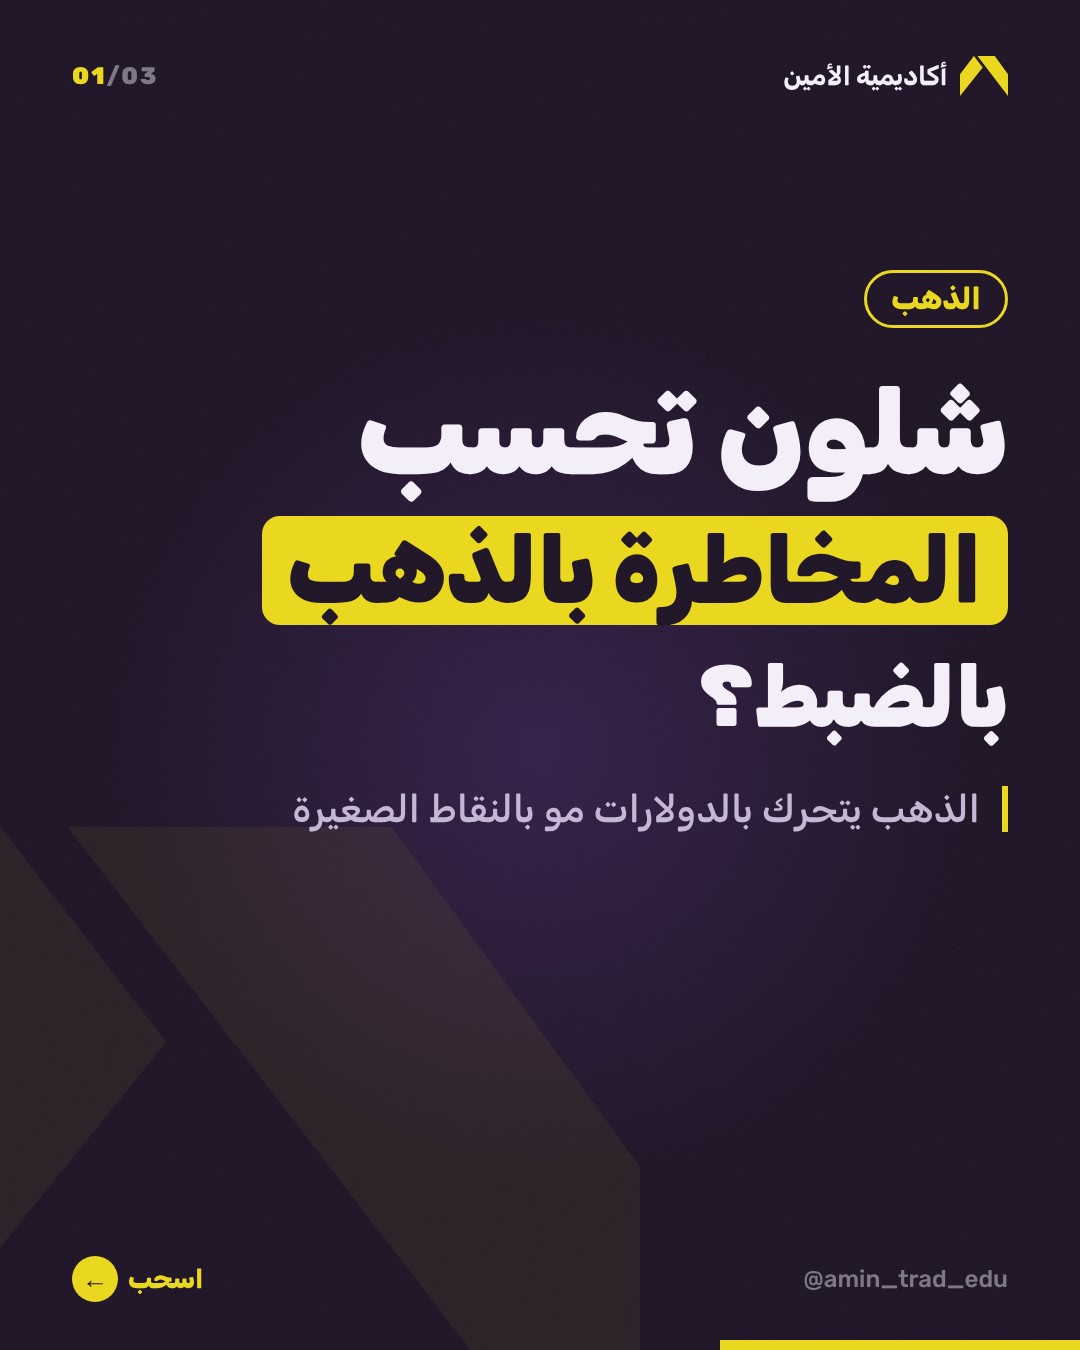 أكاديمية الأمين
01/03
الذهب
شلون تحسب
المخاطرة بالذهب
بالضبط؟
الذهب يتحرك بالدولارات مو بالنقاط الصغيرة
@amin_trad_edu
اسحب ←